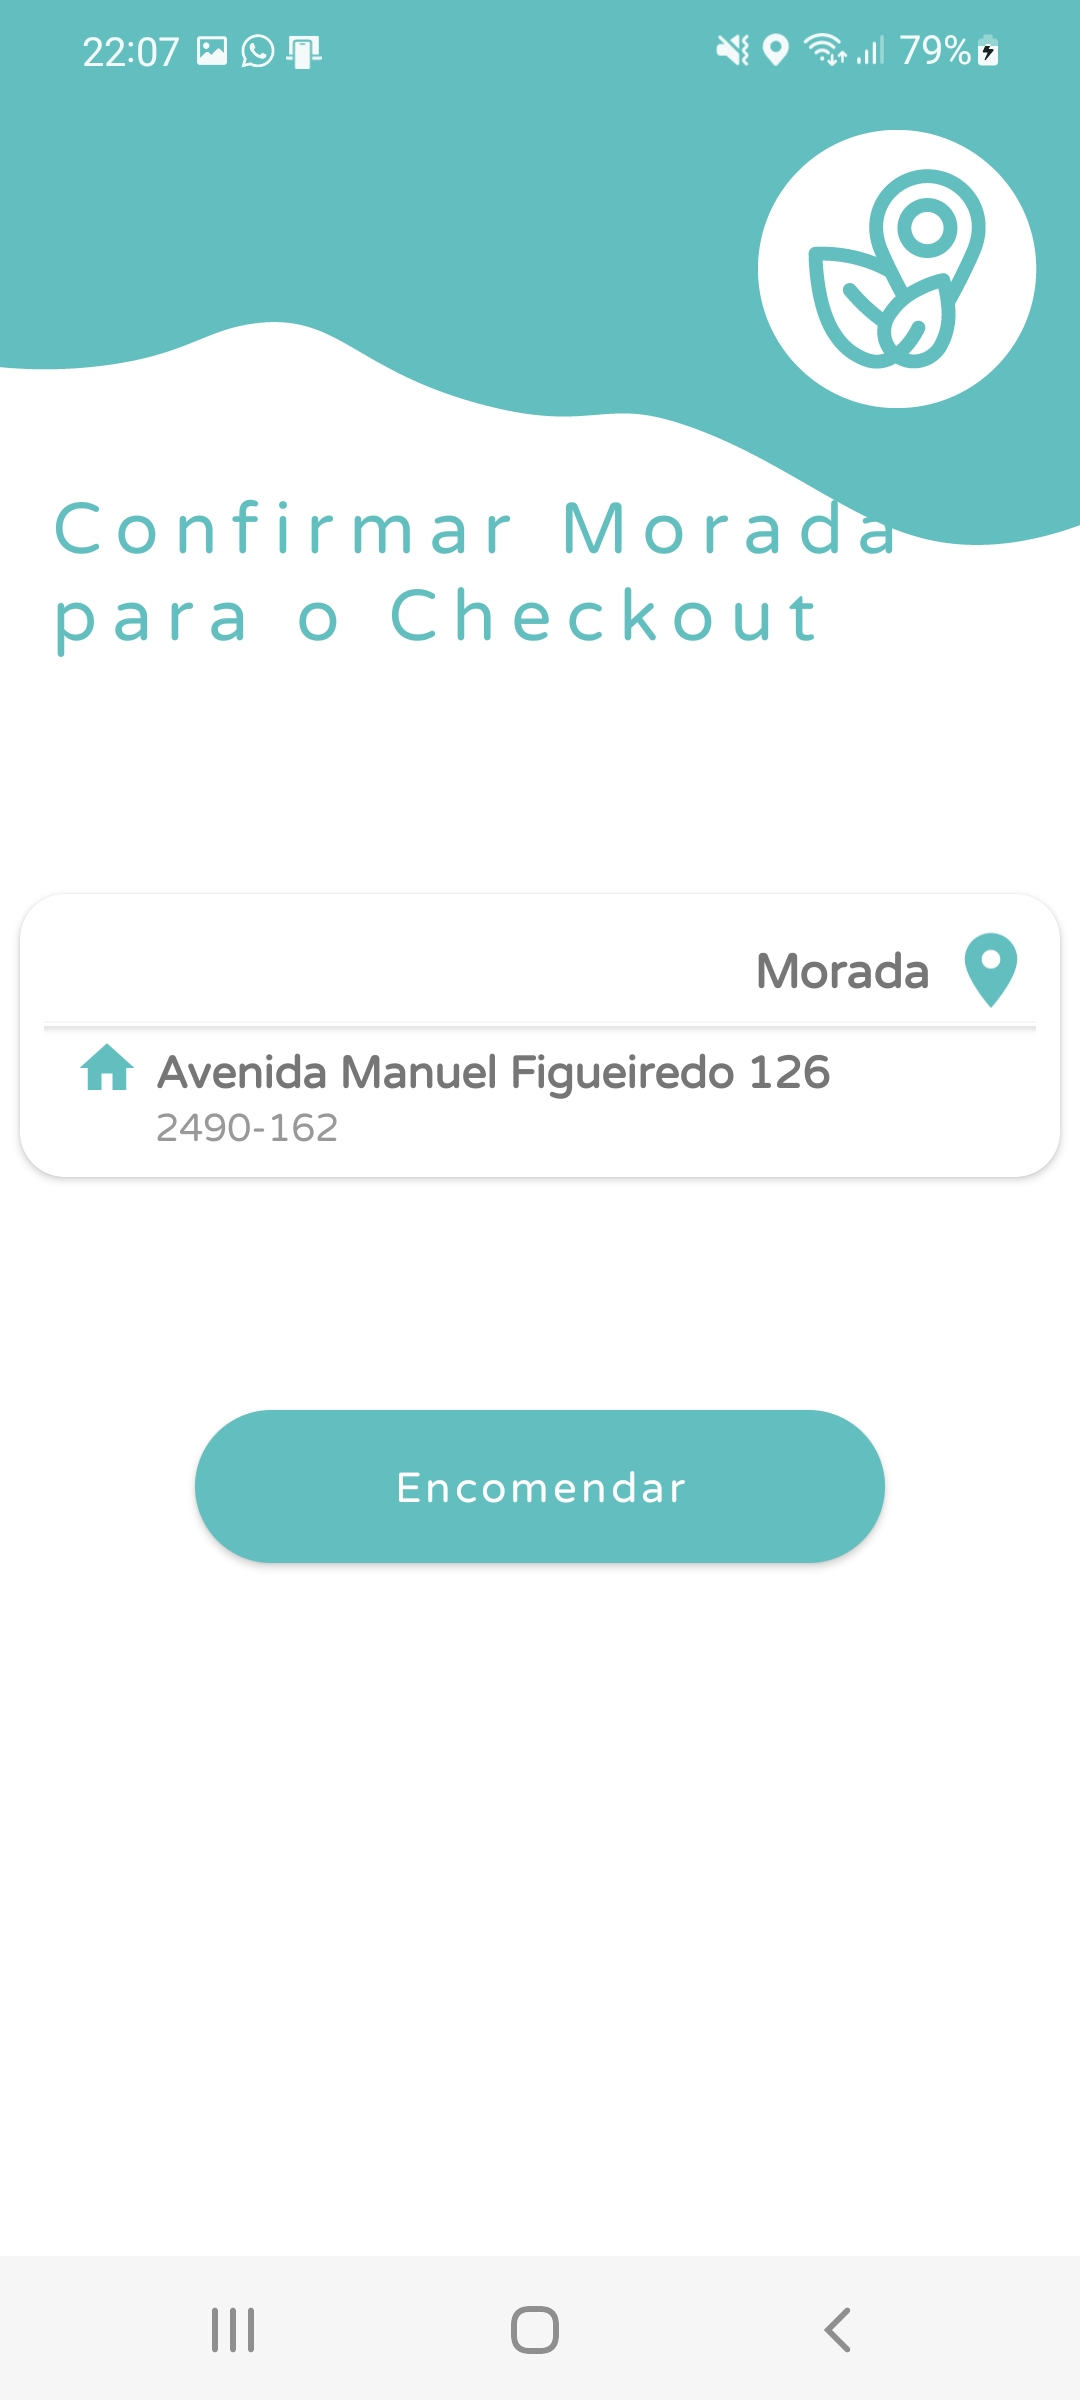 22:07 79%
Confirmar Morada
para o Checkout
Morada
Avenida Manuel Figueiredo 126
2490-162
Encomendar